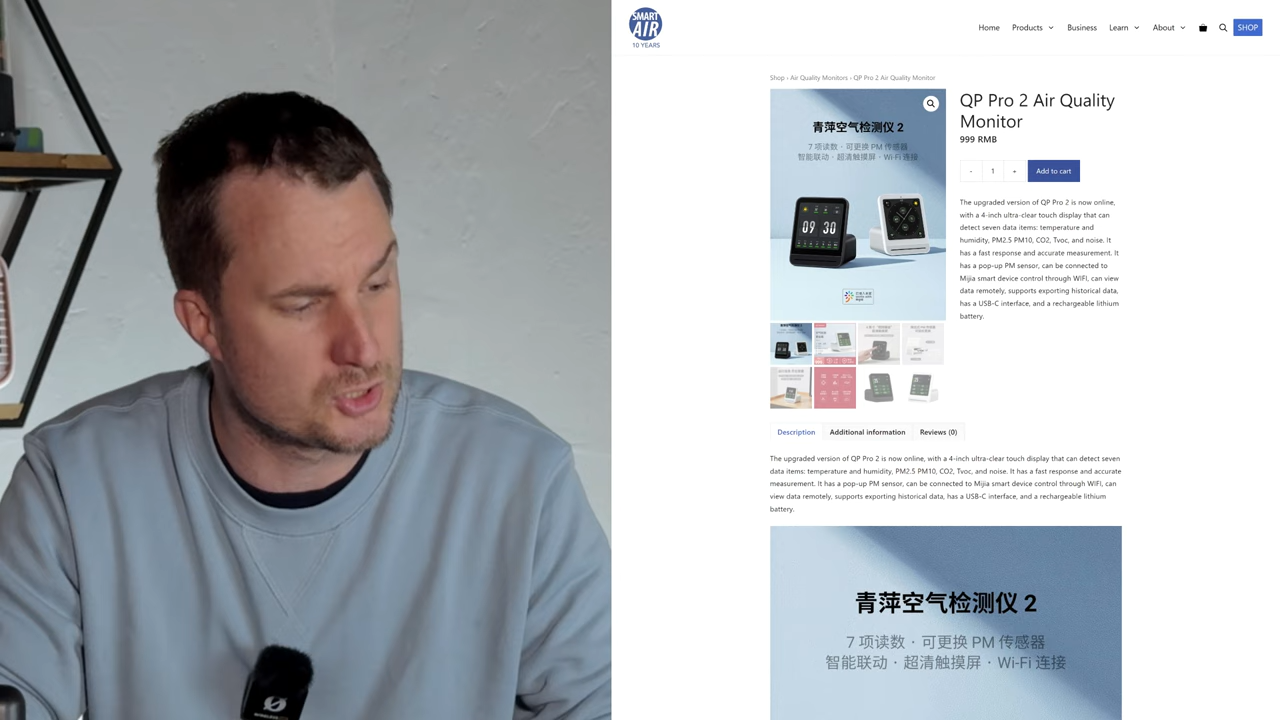 SMART
AIR
10 YEARS
Home
Products
Business
Learn
About
SHOP
Shop › Air Quality Monitors › QP Pro 2 Air Quality Monitor
青萍空气检测仪 2
7 项读数 · 可更换 PM 传感器
智能联动 · 超清触摸屏 · Wi-Fi 连接
09 30
QP Pro 2 Air Quality
Monitor
999 RMB
- 1 +
Add to cart
The upgraded version of QP Pro 2 is now online,
with a 4-inch ultra-clear touch display that can
detect seven data items: temperature and
humidity, PM2.5 PM10, CO2, Tvoc, and noise. It
has a fast response and accurate measurement. It
has a pop-up PM sensor, can be connected to
Mijia smart device control through WIFI, can view
data remotely, supports exporting historical data,
has a USB-C interface, and a rechargeable lithium
battery.
Description
Additional information
Reviews (0)
The upgraded version of QP Pro 2 is now online, with a 4-inch ultra-clear touch display that can detect seven
data items: temperature and humidity, PM2.5 PM10, CO2, Tvoc, and noise. It has a fast response and accurate
measurement. It has a pop-up PM sensor, can be connected to Mijia smart device control through WIFI, can
view data remotely, supports exporting historical data, has a USB-C interface, and a rechargeable lithium
battery.
青萍空气检测仪 2
7 项读数 · 可更换 PM 传感器
智能联动 · 超清触摸屏 · Wi-Fi 连接